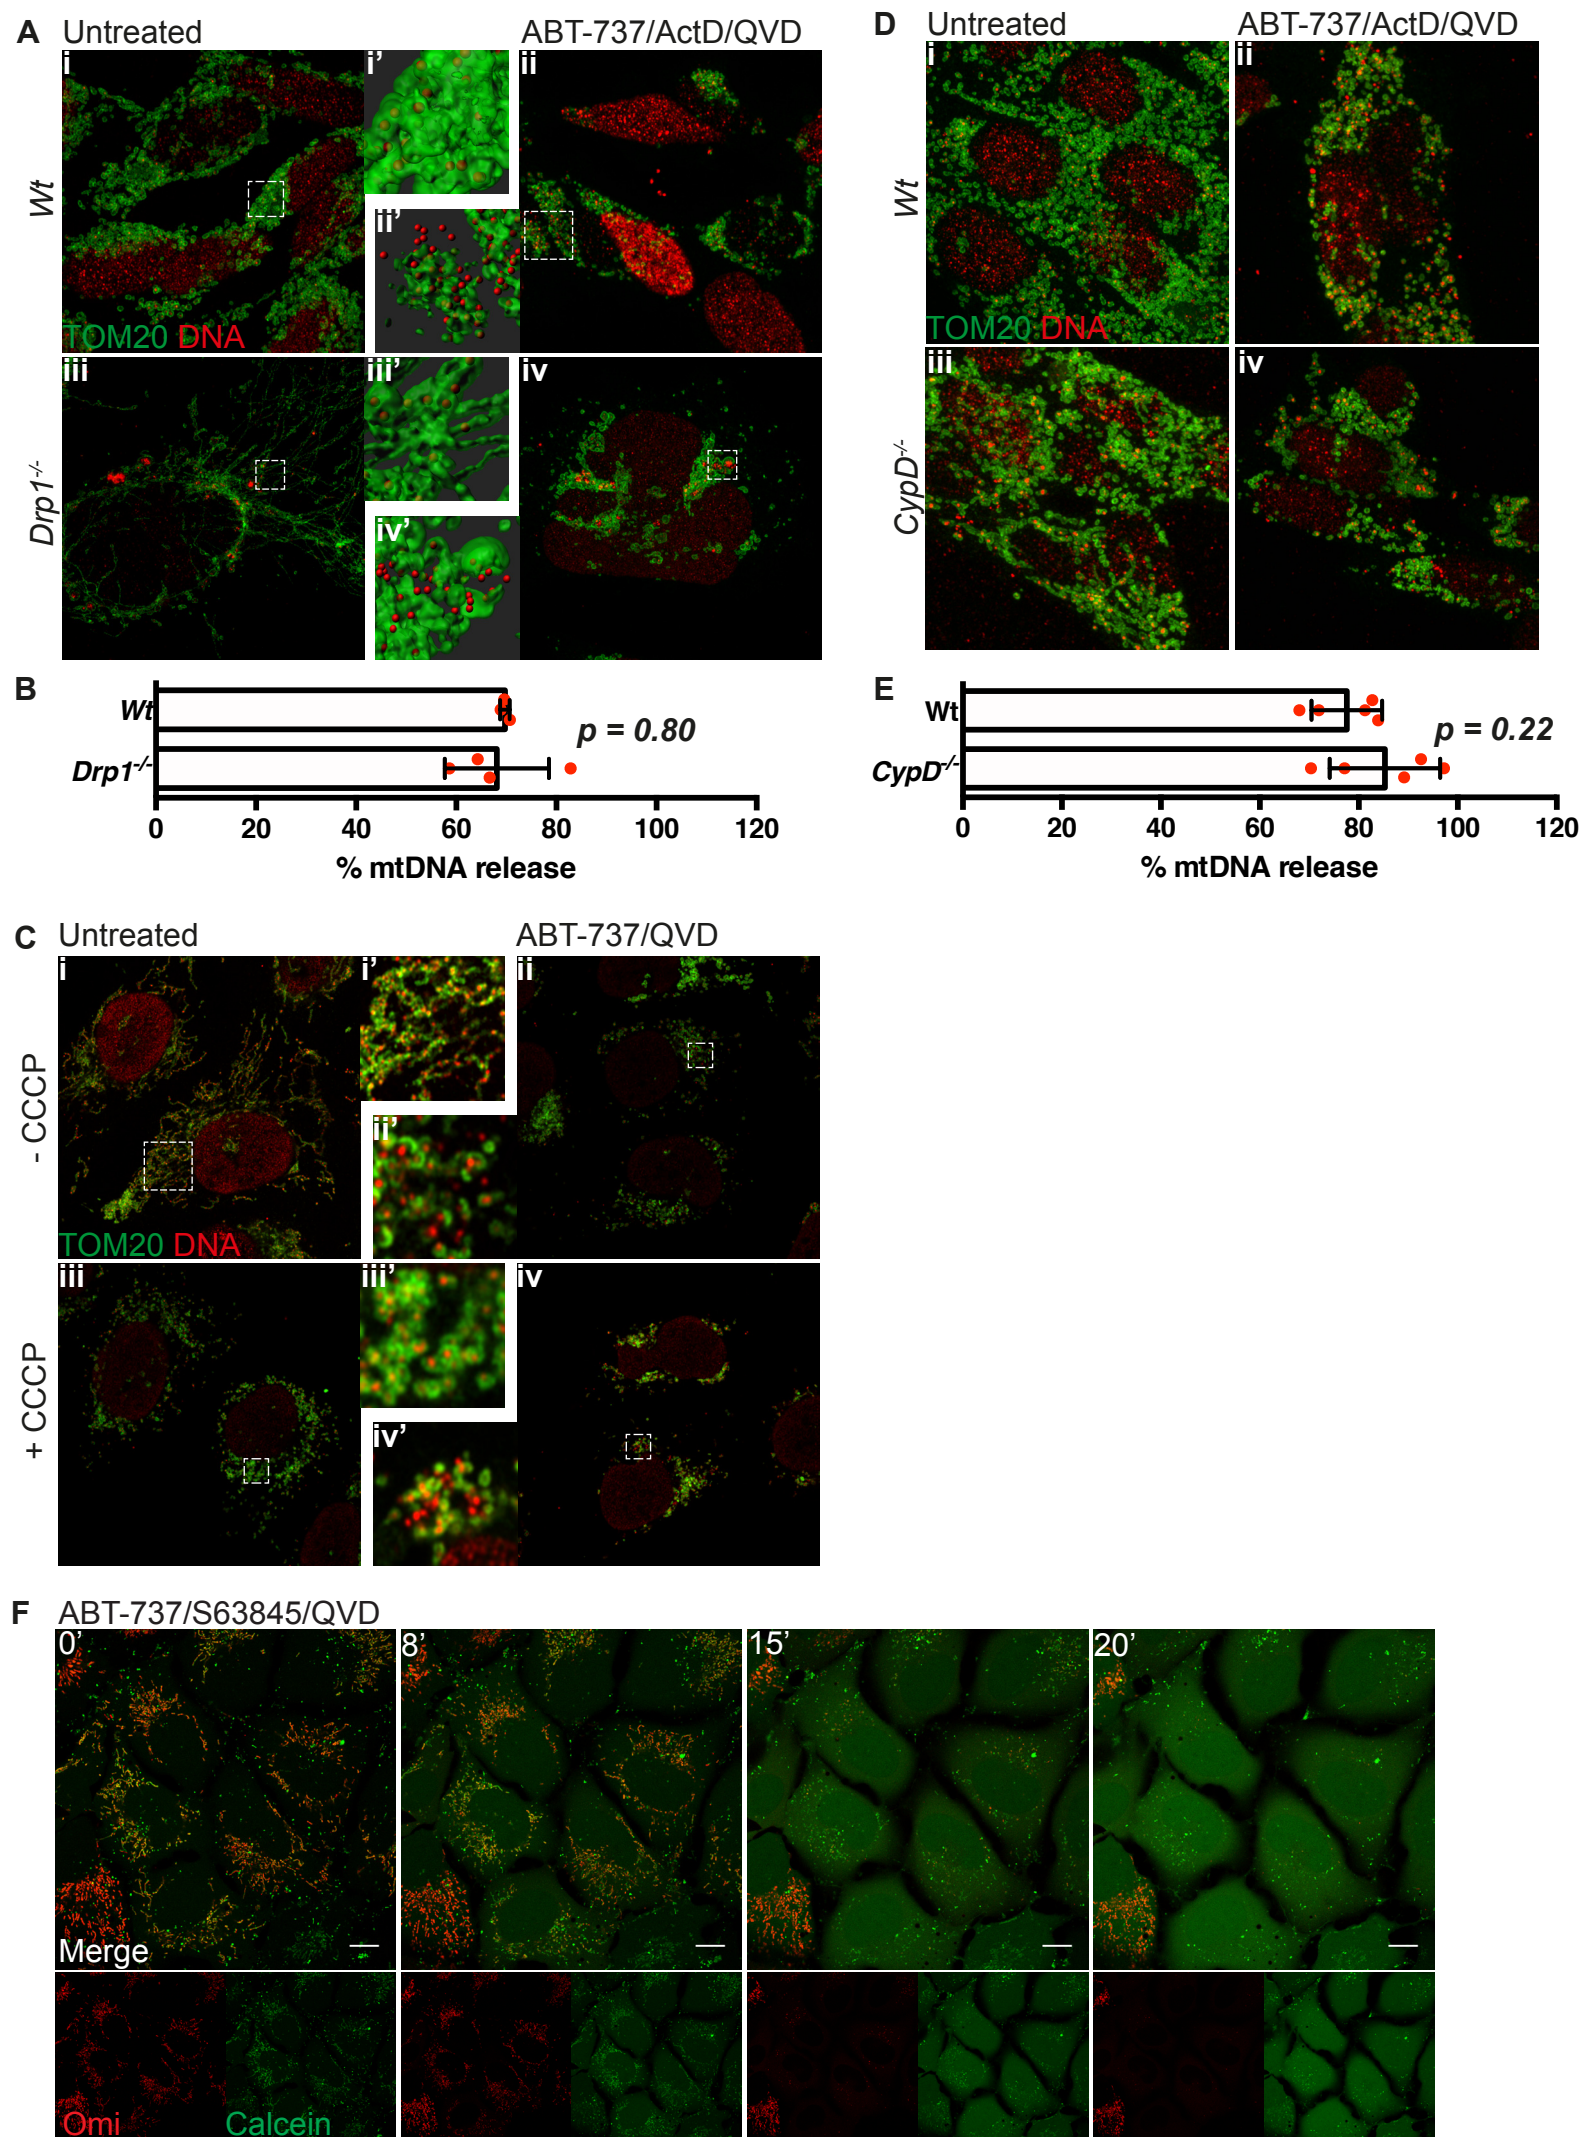 A
Untreated
ABT-737/ActD/QVD
Wt
i
i’
ii
ii’
TOM20 DNA
Drp1-/-
iii
iii’
iv
iv’
B
Wt
p = 0.80
Drp1-/-
0 20 40 60 80 100 120
% mtDNA release
C
Untreated
ABT-737/QVD
- CCCP
i
i’
ii
ii’
TOM20 DNA
+ CCCP
iii
iii’
iv
iv’
D
Untreated
ABT-737/ActD/QVD
Wt
i
ii
TOM20 DNA
CypD-/-
iii
iv
E
Wt
p = 0.22
CypD-/-
0 20 40 60 80 100 120
% mtDNA release
F
ABT-737/S63845/QVD
0’
8’
15’
20’
Merge
Omi
Calcein